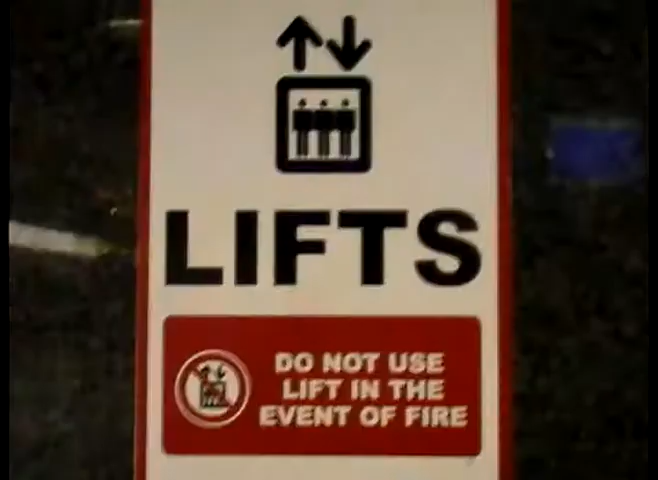 LIFTS
DO NOT USE
LIFT IN THE
EVENT OF FIRE